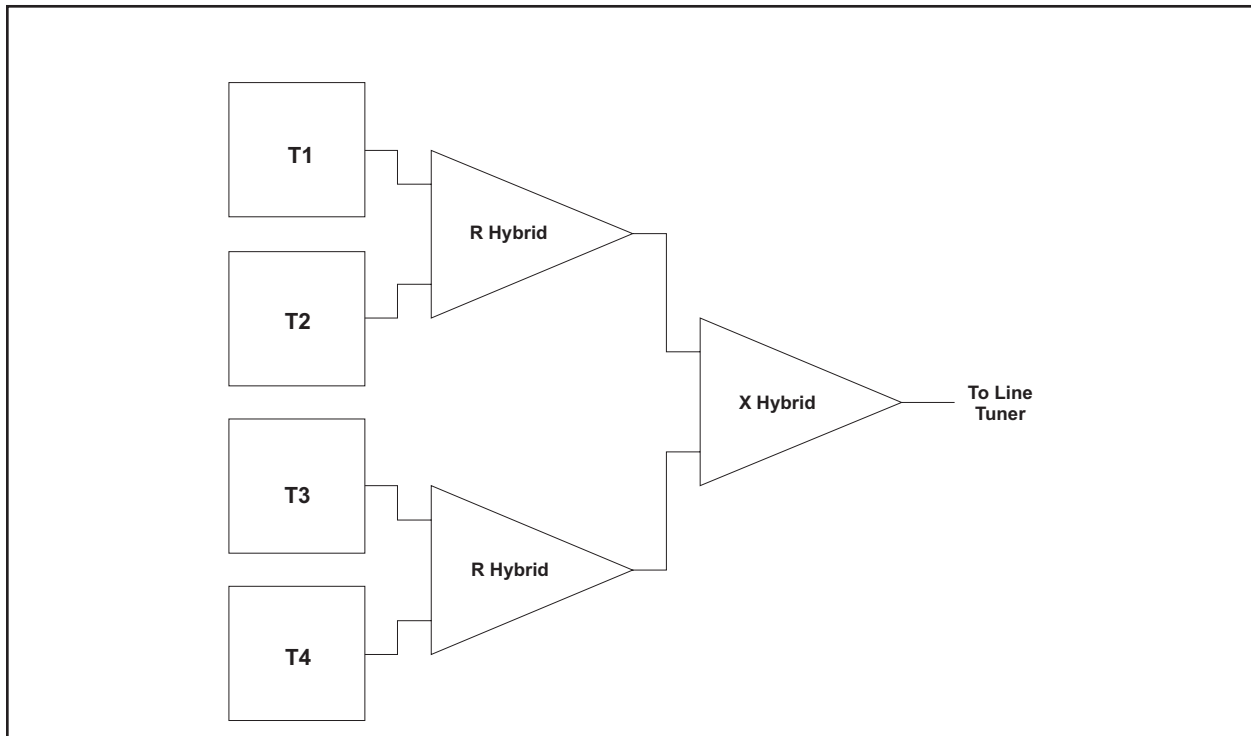 T1
R Hybrid
T2
X Hybrid
To Line
Tuner
T3
R Hybrid
T4